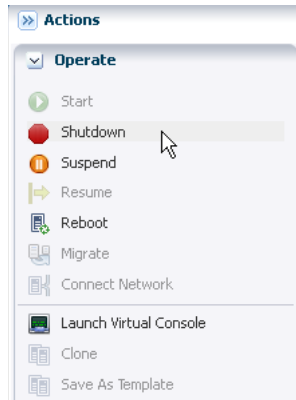 Actions
Operate
Start
Shutdown
Suspend
Resume
Reboot
Migrate
Connect Network
Launch Virtual Console
Clone
Save As Template